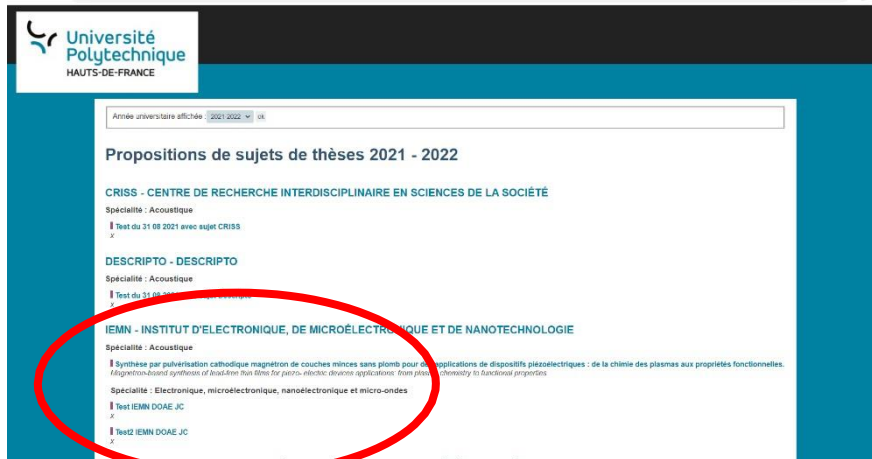 Université
Polytechnique
HAUTS-DE-FRANCE
Année universitaire affichée : 2021 2022 ok
Propositions de sujets de thèses 2021 - 2022
CRISS - CENTRE DE RECHERCHE INTERDISCIPLINAIRE EN SCIENCES DE LA SOCIÉTÉ
Spécialité : Acoustique
Test du 31 08 2021 avec sujet CRISS
X
DESCRIPTO - DESCRIPTO
Spécialité : Acoustique
Test du 31 08
X
IEMN - INSTITUT D'ELECTRONIQUE, DE MICROÉLECTRONIQUE ET DE NANOTECHNOLOGIE
Spécialité : Acoustique
Synthèse par pulvérisation cathodique magnétron de couches minces sans plomb pour applications de dispositifs piézoélectriques : de la chimie des plasmas aux propriétés fonctionnelles.
Magnetron-based synthesis of lead-free thin films for piezo- electric devices applications: from chemistry to functional properties
Spécialité : Electronique, microélectronique, nanoélectronique et micro-ondes
Test IEMN DOAE JC
X
Test2 IEMN DOAE JC
X